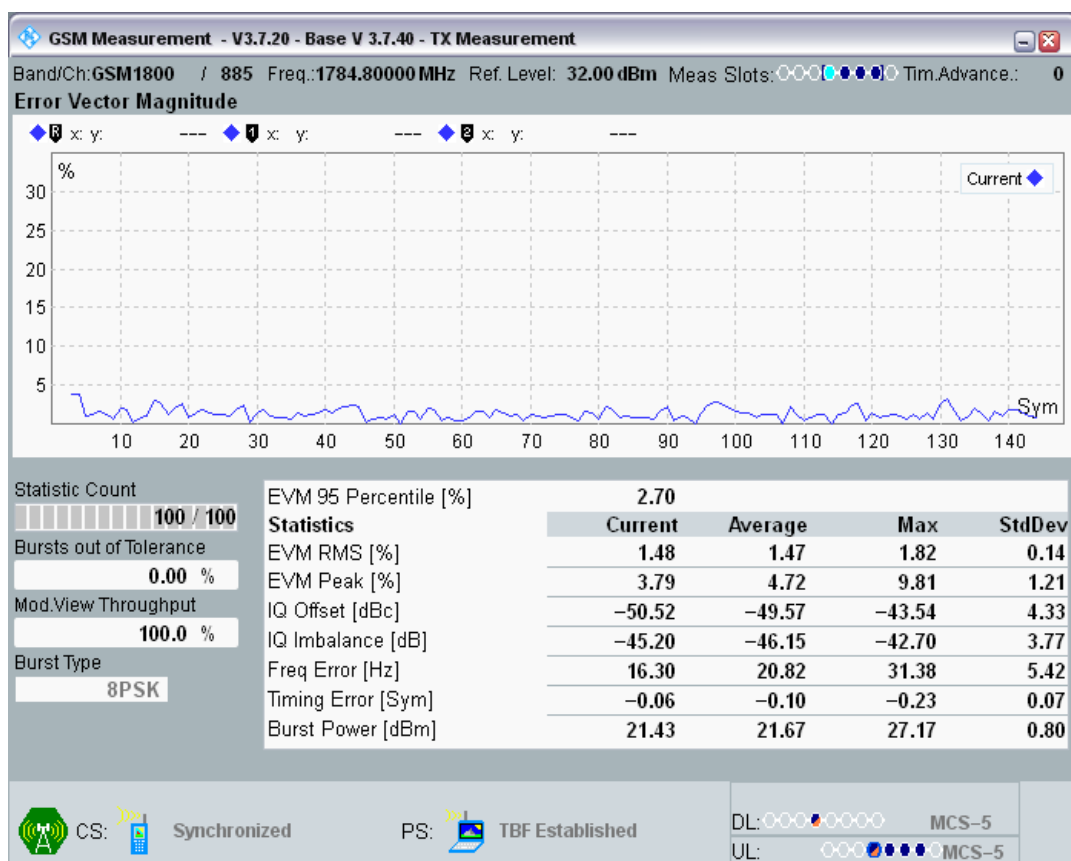 GSM Measurement - V3.7.20 - Base V 3.7.40 - TX Measurement
Band/Ch:GSM1800 / 885 Freq.:1784.80000 MHz Ref. Level: 32.00 dBm Meas Slots: Tim.Advance.: 0
Error Vector Magnitude
R x: y: --- 1 x: y: --- 2 x: y: ---
%
Current
30
25
20
15
10
5
Sym
10 20 30 40 50 60 70 80 90 100 110 120 130 140
Statistic Count
100 / 100
Bursts out of Tolerance
0.00 %
Mod.View Throughput
100.0 %
Burst Type
8PSK
EVM 95 Percentile [%] 2.70
Statistics Current Average Max StdDev
EVM RMS [%] 1.48 1.47 1.82 0.14
EVM Peak [%] 3.79 4.72 9.81 1.21
IQ Offset [dBc] −50.52 −49.57 −43.54 4.33
IQ Imbalance [dB] −45.20 −46.15 −42.70 3.77
Freq Error [Hz] 16.30 20.82 31.38 5.42
Timing Error [Sym] −0.06 −0.10 −0.23 0.07
Burst Power [dBm] 21.43 21.67 27.17 0.80
CS: Synchronized PS: TBF Established
DL: MCS−5
UL: MCS−5